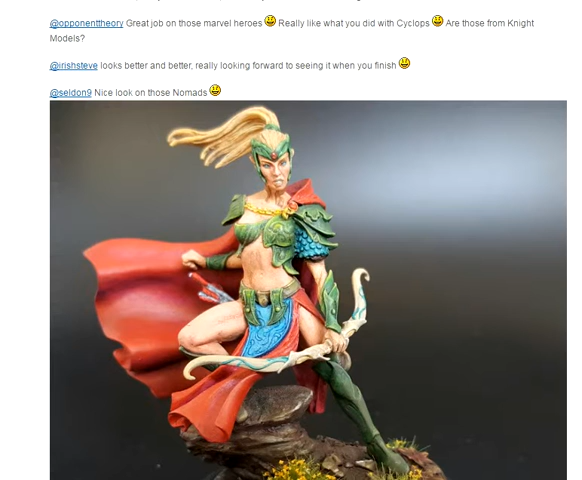 @opponenttheory Great job on those marvel heroes Really like what you did with Cyclops Are those from Knight
Models?
@irishsteve looks better and better, really looking forward to seeing it when you finish
@seldon9 Nice look on those Nomads